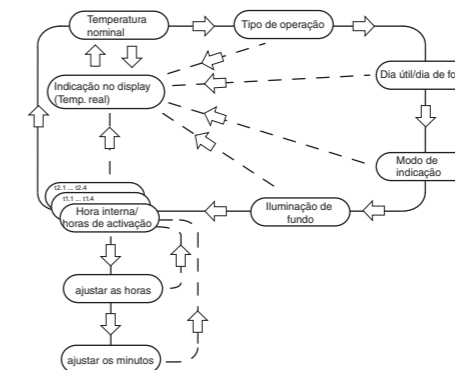 Temperatura
nominal
Tipo de operação
Indicação no display
(Temp. real)
Dia útil/dia de fo
Modo de
indicação
t2.1 ... t2.4
t1.1 ... t1.4
Hora interna/
horas de activação
Iluminação de
fundo
ajustar as horas
ajustar os minutos